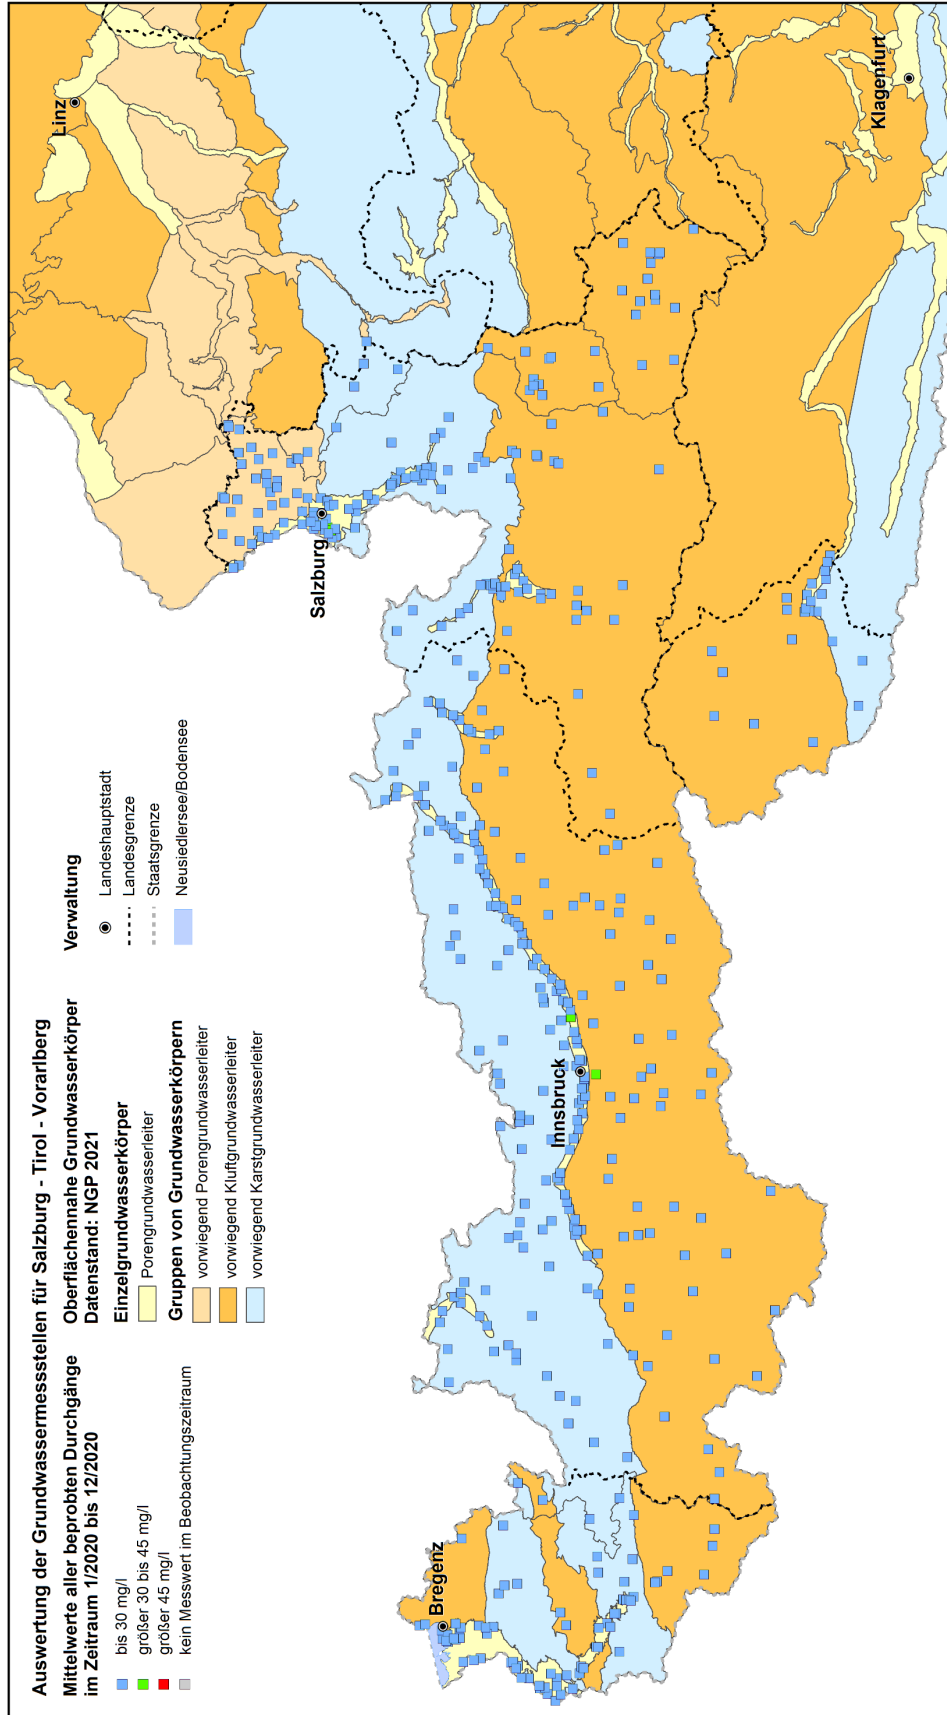 Auswertung der Grundwassermessstellen für Salzburg - Tirol - Vorarlberg
Mittelwerte aller beprobten Durchgänge
im Zeitraum 1/2020 bis 12/2020
bis 30 mg/l
größer 30 bis 45 mg/l
größer 45 mg/l
kein Messwert im Beobachtungszeitraum
Oberflächennahe Grundwasserkörper
Datenstand: NGP 2021
Einzelgrundwasserkörper
Porengrundwasserleiter
Gruppen von Grundwasserkörpern
vorwiegend Porengrundwasserleiter
vorwiegend Kluftgrundwasserleiter
vorwiegend Karstgrundwasserleiter
Verwaltung
Landeshauptstadt
Landesgrenze
Staatsgrenze
Neusiedlersee/Bodensee
Bregenz
Innsbruck
Salzburg
Linz
Klagenfurt